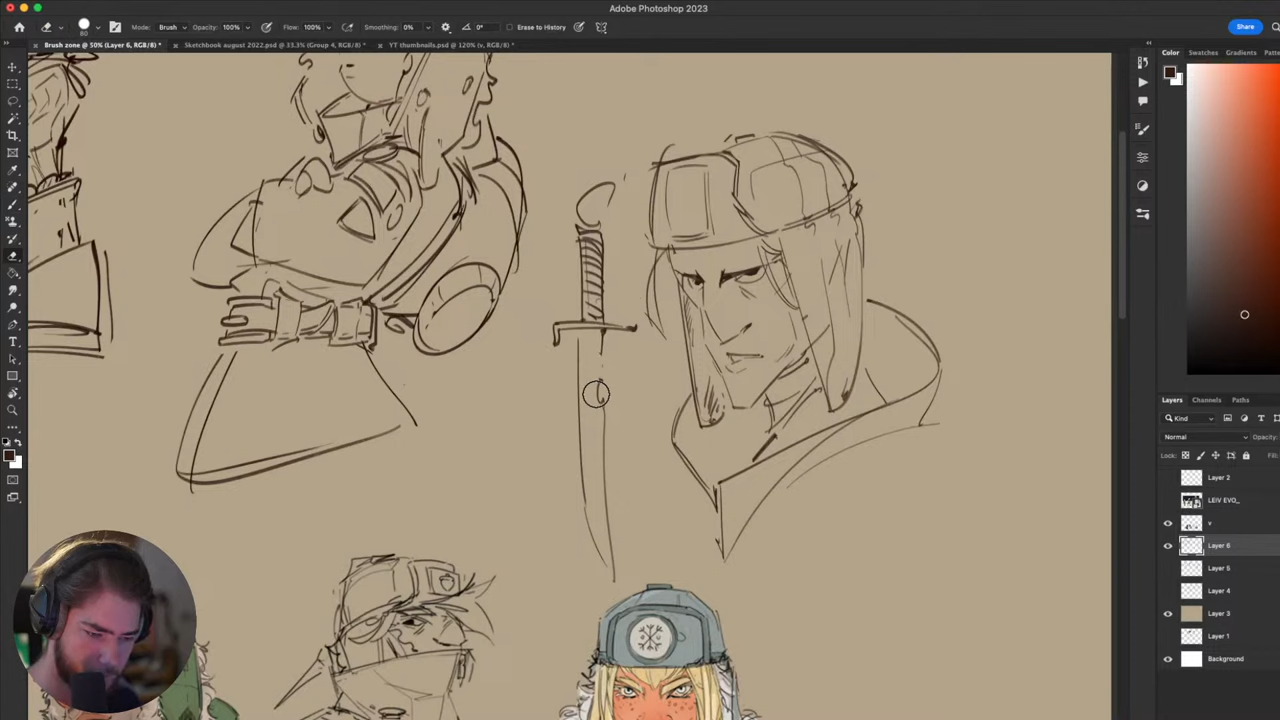 Adobe Photoshop 2023
80 Mode: Brush Opacity: 100% Flow: 100% Smoothing: 0% 0° Erase to History Share
Brush zone @ 50% (Layer 6, RGB/8) * Sketchbook august 2022.psd @ 33.3% (Group 4, RGB/8) * YT thumbnails.psd @ 120% (v, RGB/8) *
Color Swatches Gradients
Layers Channels Paths
Kind
Normal Opacity:
Lock:
Layer 2
LEIV EVO_
v
Layer 6
Layer 5
Layer 4
Layer 3
Layer 1
Background